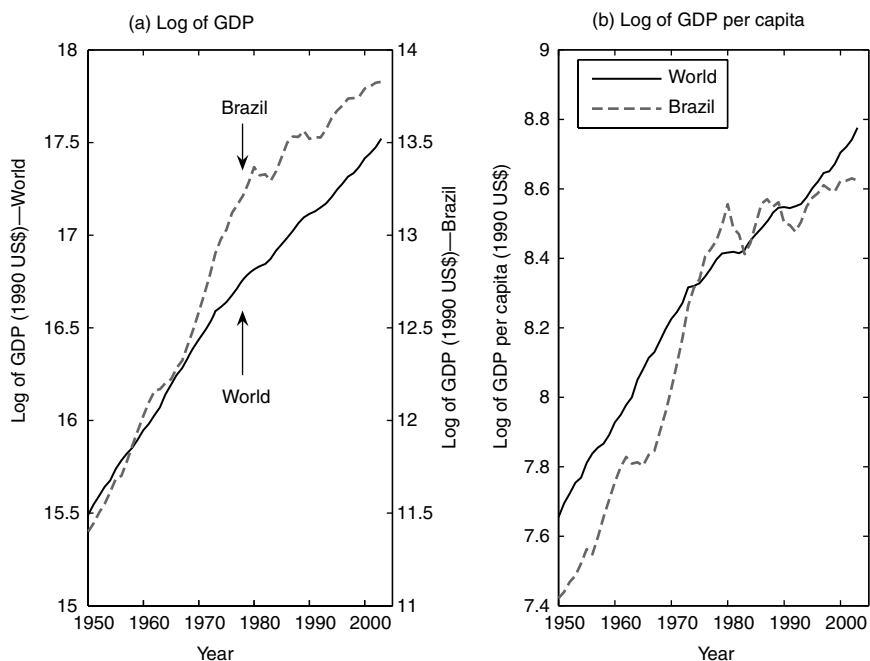 (a) Log of GDP
18
17.5
17
16.5
16
15.5
15
Log of GDP (1990 US$)—World
14
13.5
13
12.5
12
11.5
11
Log of GDP (1990 US$)—Brazil
Brazil
World
1950 1960 1970 1980 1990 2000
Year
(b) Log of GDP per capita
9
8.8
8.6
8.4
8.2
8
7.8
7.6
7.4
Log of GDP per capita (1990 US$)
World
Brazil
1950 1960 1970 1980 1990 2000
Year